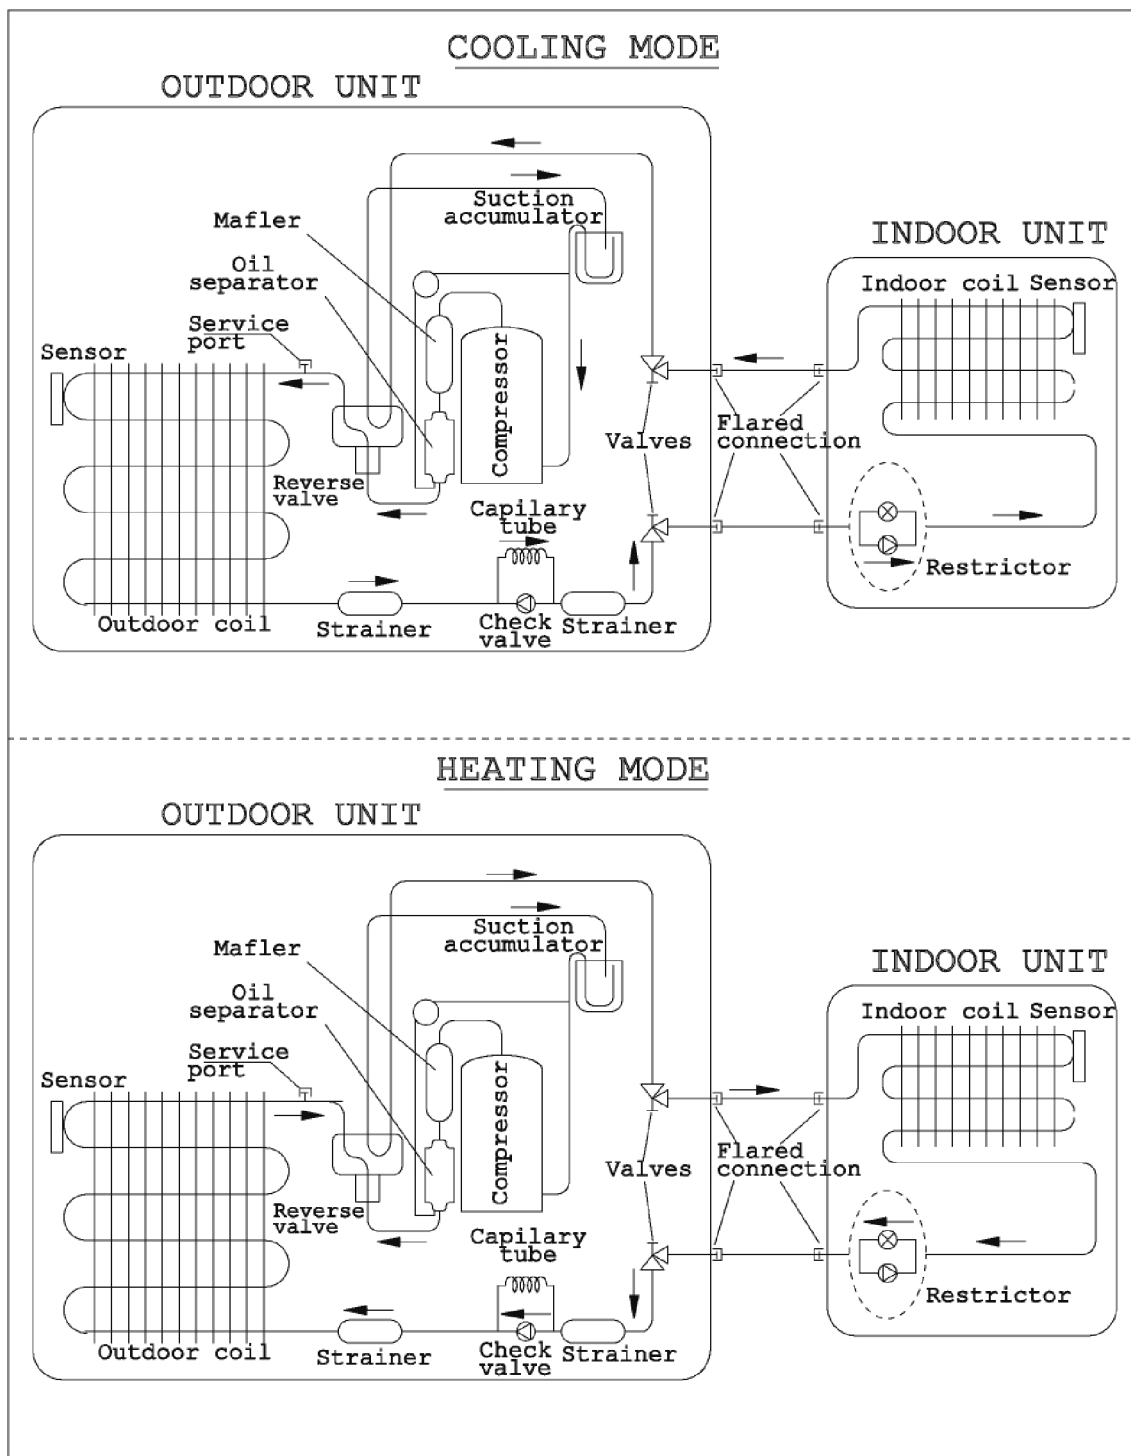 COOLING MODE
OUTDOOR UNIT
Suction
accumulator
Mafler
INDOOR UNIT
Oil
separator
Indoor coil
Sensor
Service
port
Sensor
Compressor
Valves
Flared
connection
Reverse
valve
Capilary
tube
Restrictor
Outdoor coil
Strainer
Check
valve
Strainer
HEATING MODE
OUTDOOR UNIT
Suction
accumulator
Mafler
INDOOR UNIT
Oil
separator
Indoor coil
Sensor
Service
port
Sensor
Compressor
Valves
Flared
connection
Reverse
valve
Capilary
tube
Restrictor
Outdoor coil
Strainer
Check
valve
Strainer